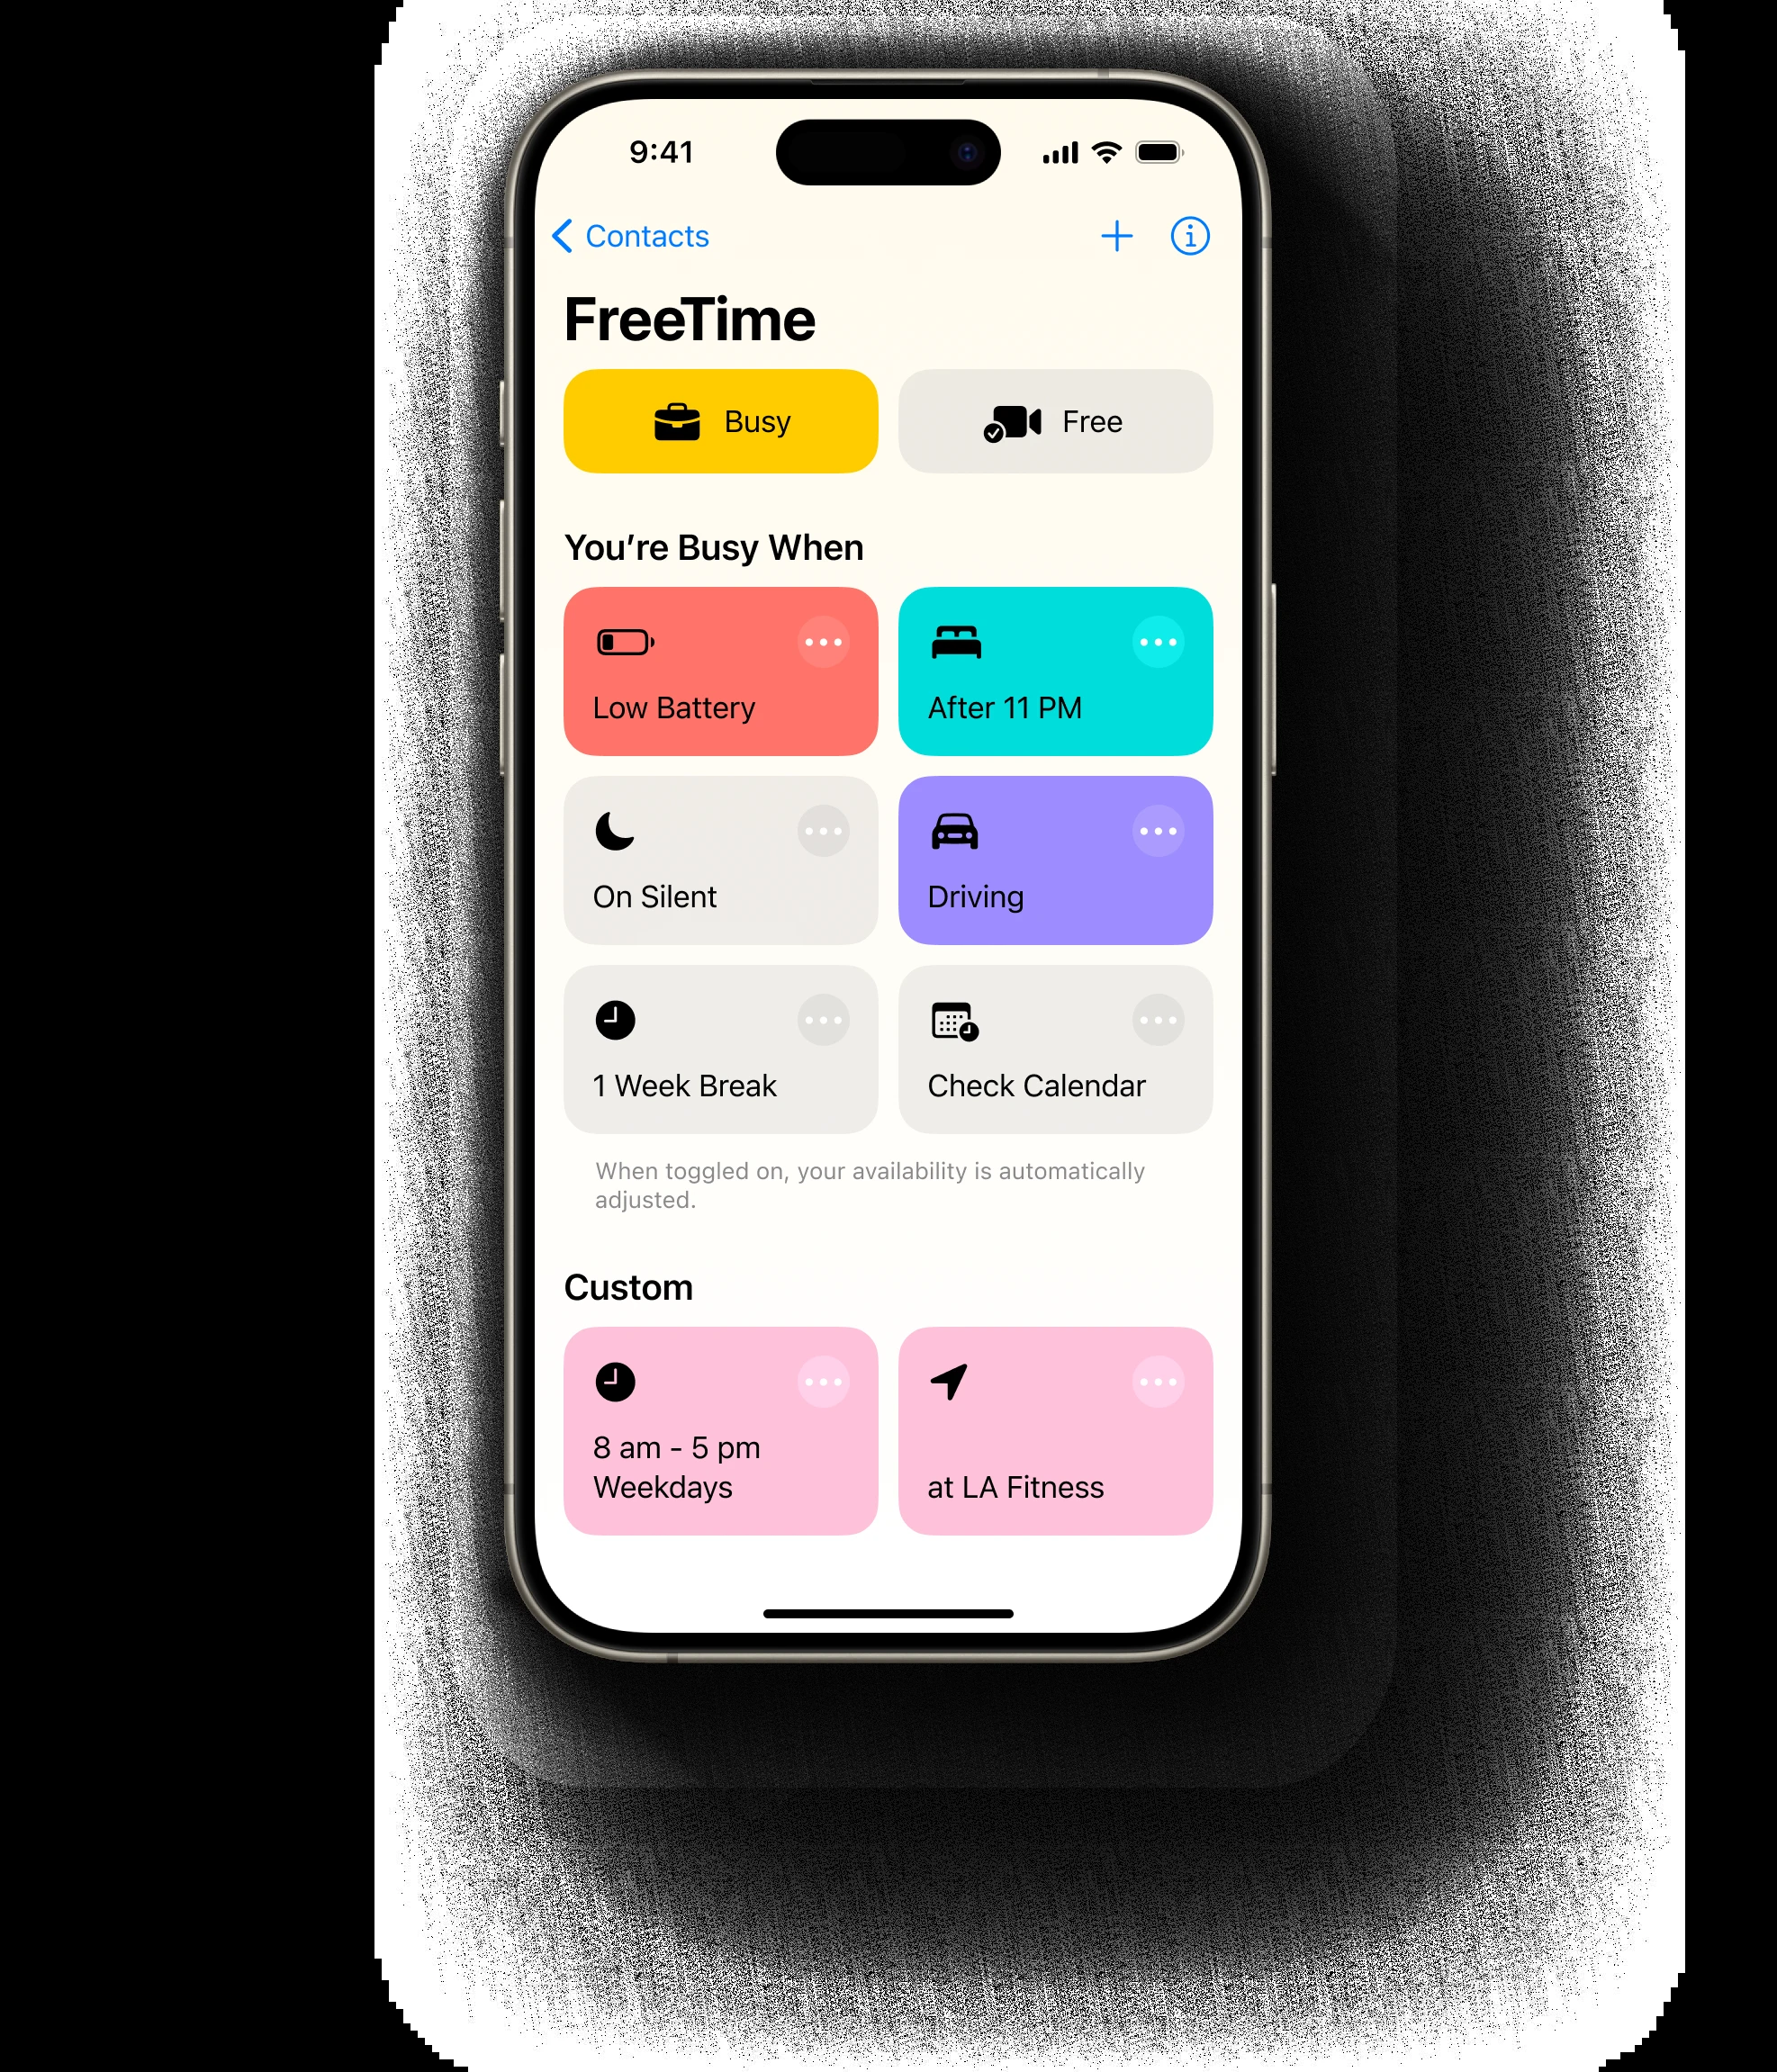 9:41
Contacts
FreeTime
Busy
Free
You’re Busy When
Low Battery
After 11 PM
On Silent
Driving
1 Week Break
Check Calendar
When toggled on, your availability is automatically
adjusted.
Custom
8 am - 5 pm
Weekdays
at LA Fitness